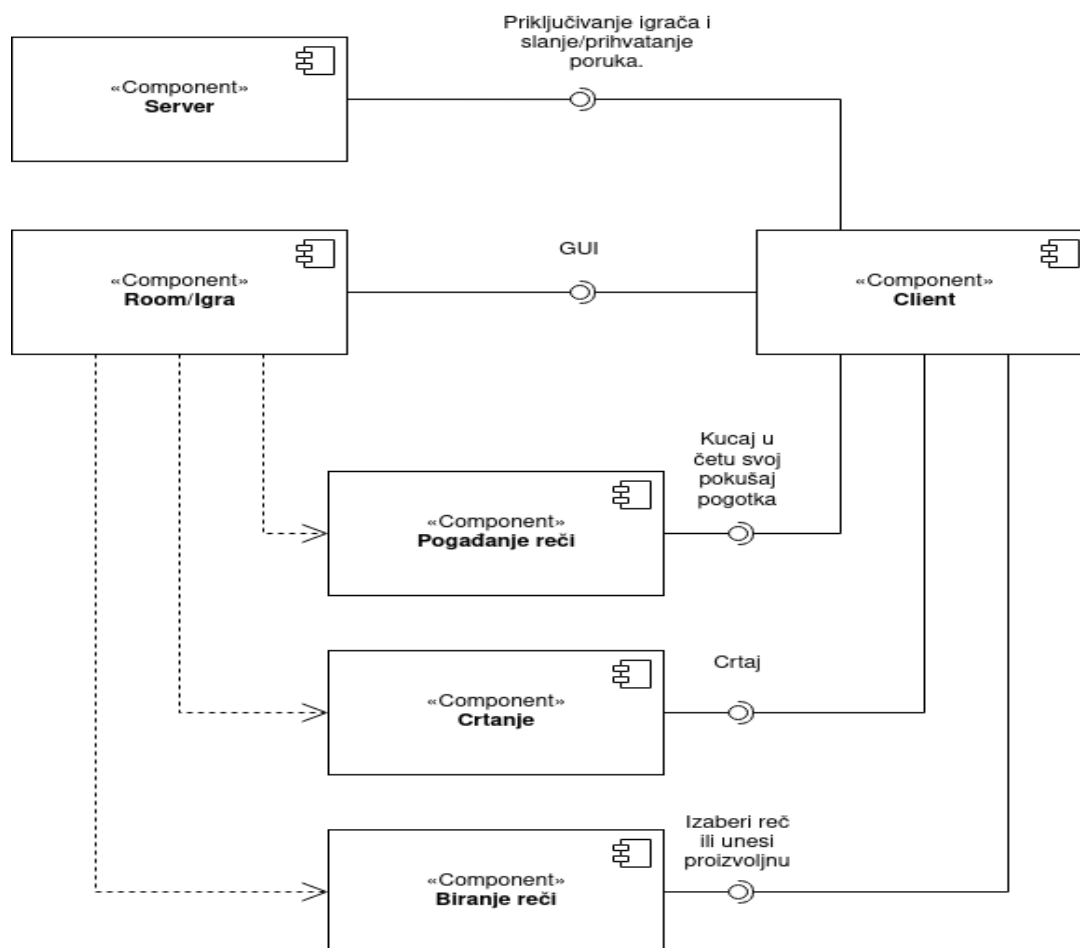 Priključivanje igrača i
slanje/prihvatanje
poruka.
«Component»
Server
GUI
«Component»
Room/Igra
«Component»
Client
Kucaj u
četu svoj
pokušaj
pogotka
«Component»
Pogađanje reči
Crtaj
«Component»
Crtanje
Izaberi reč
ili unesi
proizvoljnu
«Component»
Biranje reči